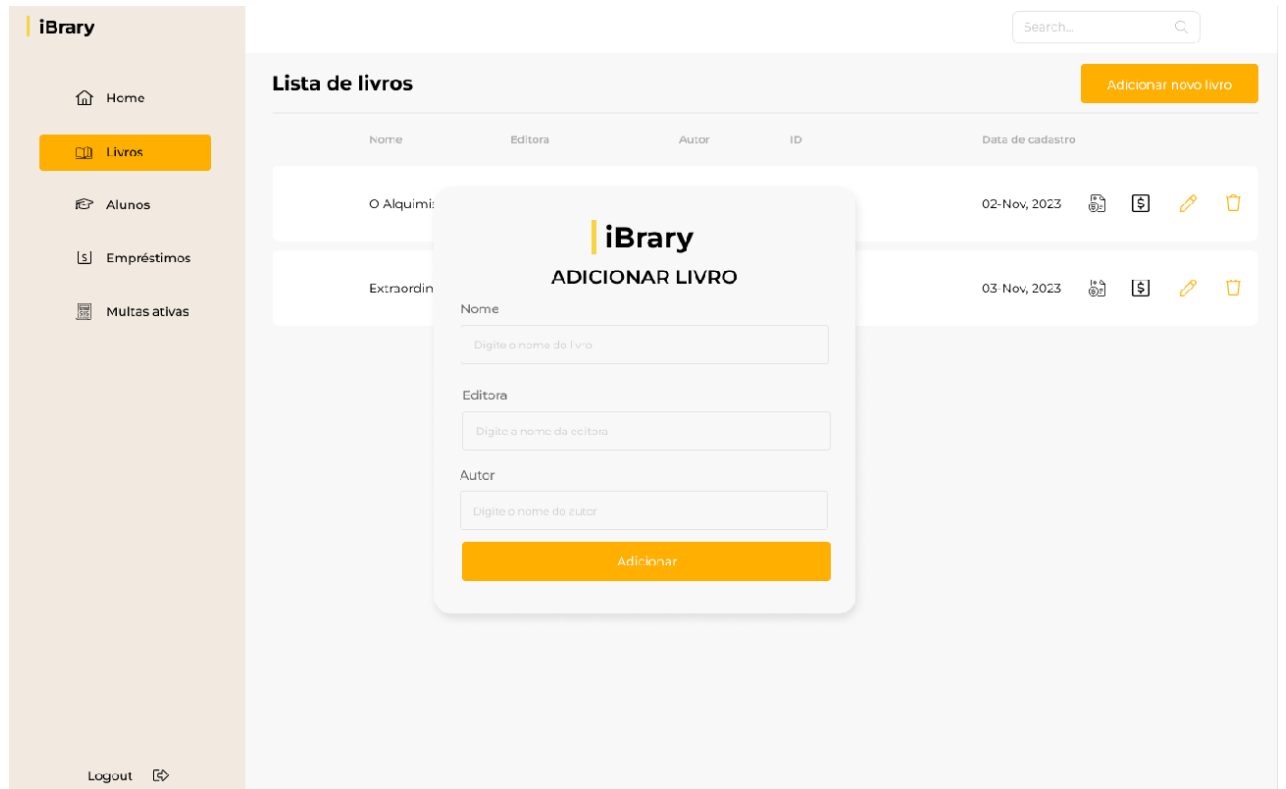 iBrary
Search...
Home
Livros
Alunos
Empréstimos
Multas ativas
Logout
Lista de livros
Adicionar novo livro
Nome Editora Autor ID Data de cadastro
O Alquimis 02-Nov, 2023
Extraordin 03-Nov, 2023
iBrary
ADICIONAR LIVRO
Nome
Digite o nome do livro
Editora
Digite o nome da editora
Autor
Digite o nome do autor
Adicionar